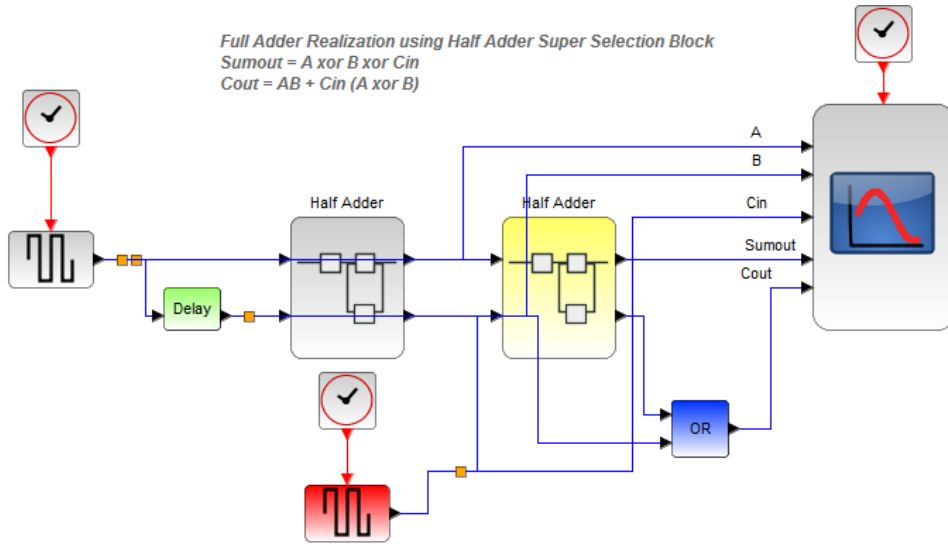 Full Adder Realization using Half Adder Super Selection Block
Sumout = A xor B xor Cin
Cout = AB + Cin (A xor B)
A
B
Half Adder
Half Adder
Cin
Sumout
Cout
Delay
OR